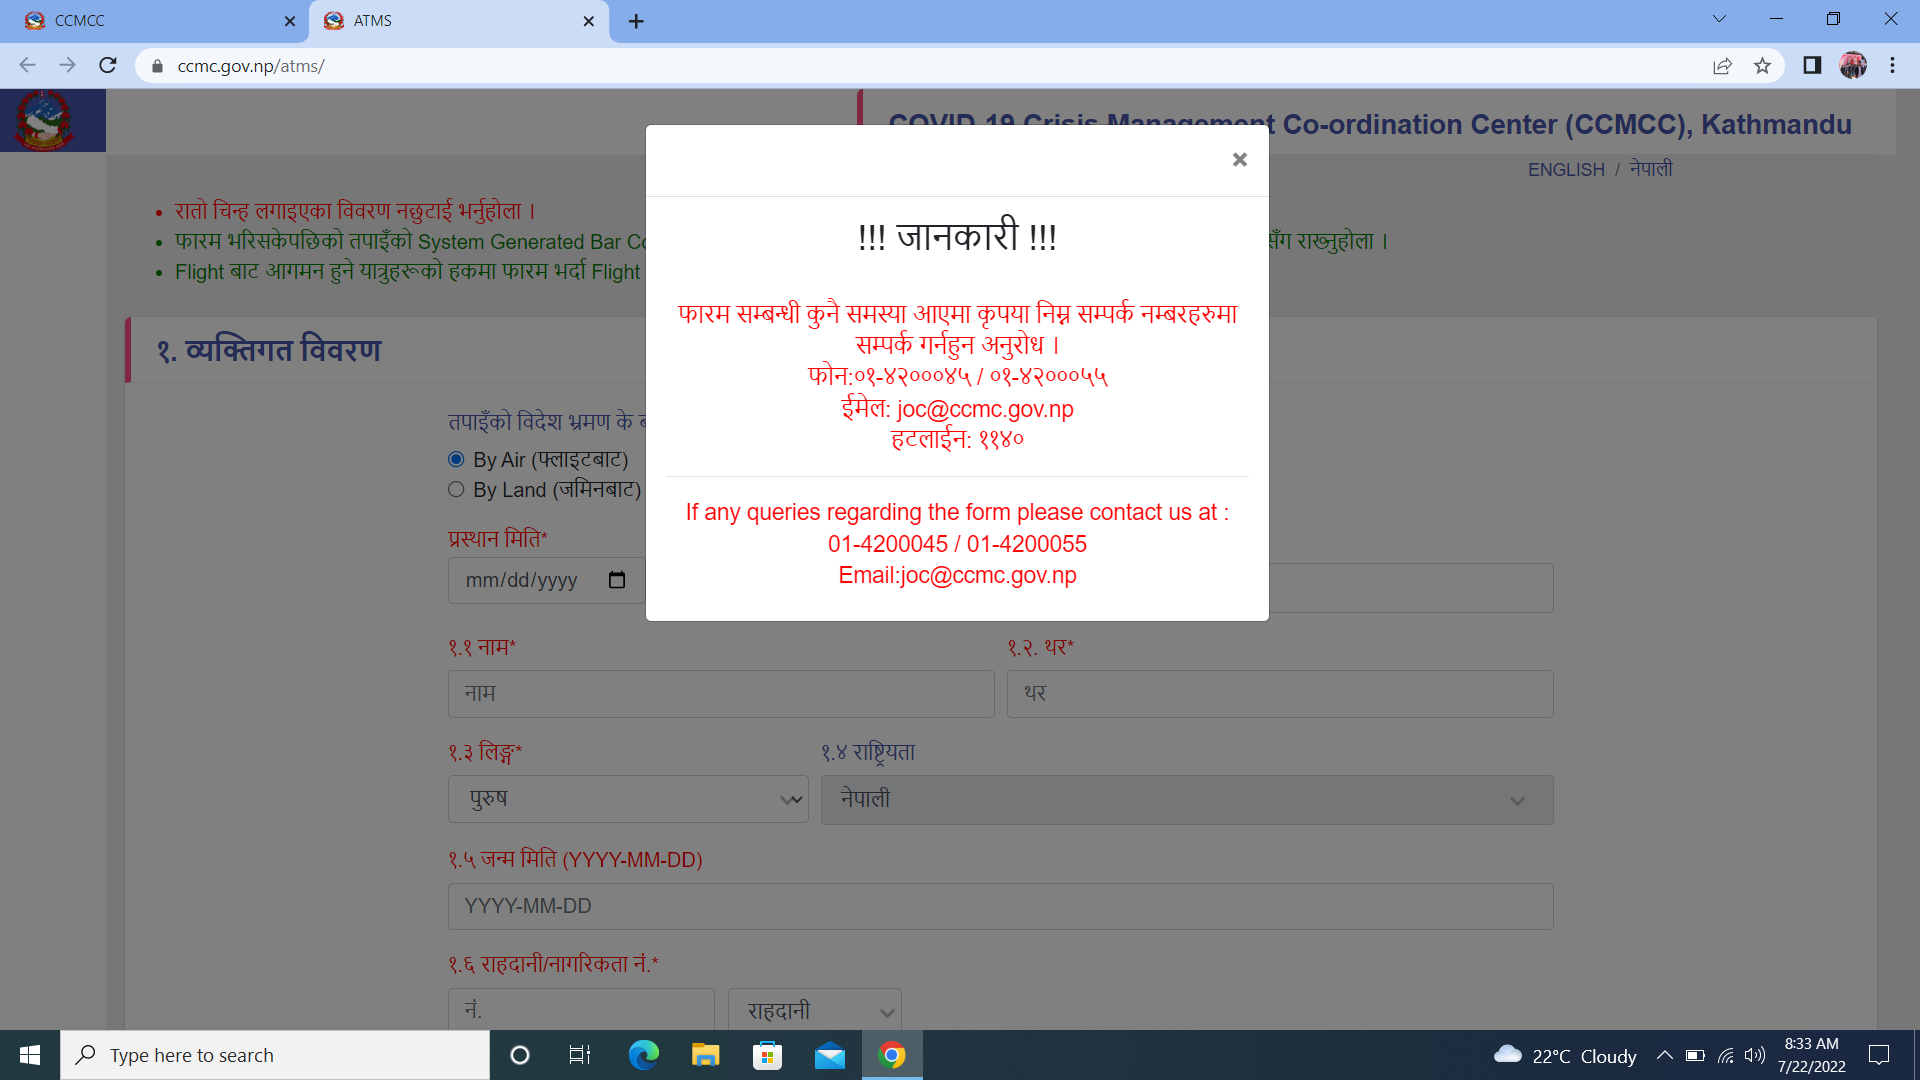 CCMCC
ATMS
ccmc.gov.np/atms/
COVID-19 Crisis Management Co-ordination Center (CCMCC), Kathmandu
ENGLISH / नेपाली
रातो चिन्ह लगाइएका विवरण नछुटाई भर्नुहोला ।
फारम भरिसकेपछिको तपाइँको System Generated Bar Co
सँग राख्नुहोला ।
Flight बाट आगमन हुने यात्रुहरूको हकमा फारम भर्दा Flight
!!! जानकारी !!!
फारम सम्बन्धी कुनै समस्या आएमा कृपया निम्न सम्पर्क नम्बरहरुमा
सम्पर्क गर्नहुन अनुरोध ।
फोन:०१-४२०००४५ / ०१-४२०००५५
ईमेल: joc@ccmc.gov.np
हटलाईन: ११४०
If any queries regarding the form please contact us at :
01-4200045 / 01-4200055
Email:joc@ccmc.gov.np
१. व्यक्तिगत विवरण
तपाइँको विदेश भ्रमण के
By Air (फ्लाइटबाट)
By Land (जमिनबाट)
प्रस्थान मिति*
mm/dd/yyyy
१.१ नाम*
१.२. थर*
नाम
थर
१.३ लिङ्ग*
१.४ राष्ट्रियता
पुरुष
नेपाली
१.५ जन्म मिति (YYYY-MM-DD)
YYYY-MM-DD
१.६ राहदानी/नागरिकता नं.*
नं.
राहदानी
Type here to search
22°C Cloudy
8:33 AM
7/22/2022